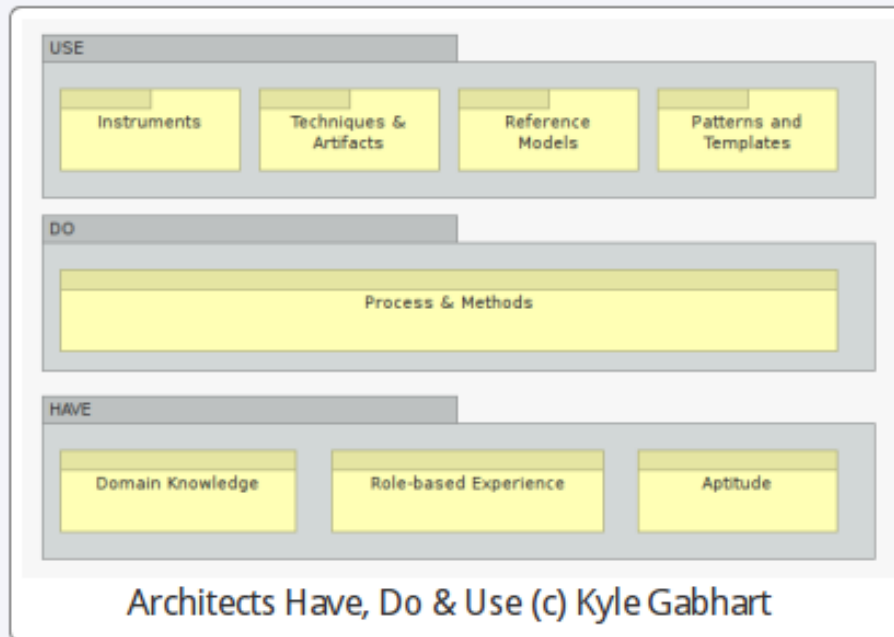 USE
Instruments
Techniques &
Artifacts
Reference
Models
Patterns and
Templates
DO
Process & Methods
HAVE
Domain Knowledge
Role-based Experience
Aptitude
Architects Have, Do & Use (c) Kyle Gabhart